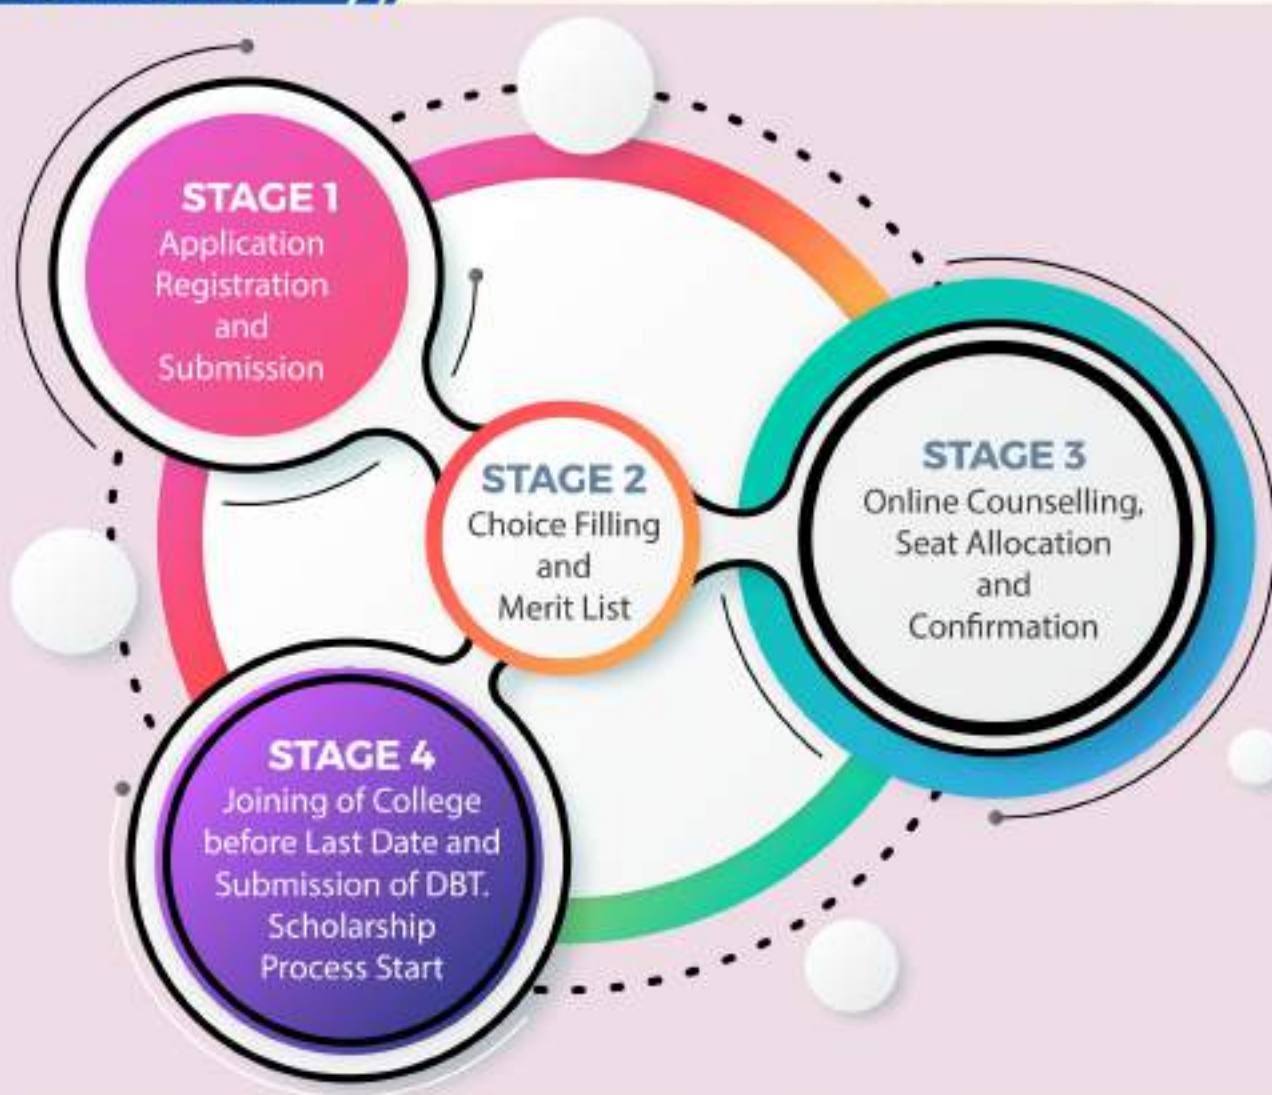 STAGE 1
Application
Registration
and
Submission
STAGE 2
Choice Filling
and
Merit List
STAGE 3
Online Counselling,
Seat Allocation
and
Confirmation
STAGE 4
Joining of College
before Last Date and
Submission of DBT.
Scholarship
Process Start